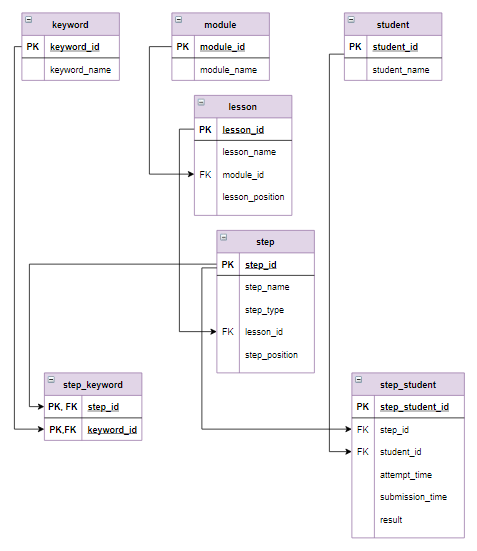 keyword
PK keyword_id
keyword_name
module
PK module_id
module_name
student
PK student_id
student_name
lesson
PK lesson_id
lesson_name
FK module_id
lesson_position
step
PK step_id
step_name
step_type
FK lesson_id
step_position
step_keyword
PK, FK step_id
PK,FK keyword_id
step_student
PK step_student_id
FK step_id
FK student_id
attempt_time
submission_time
result